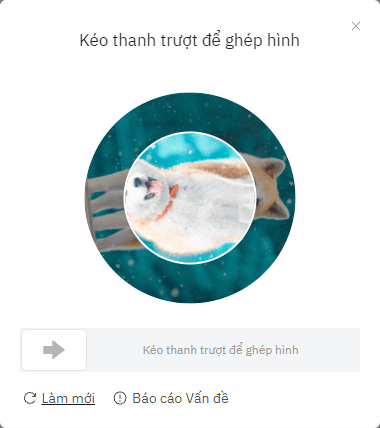 Kéo thanh trượt để ghép hình
Kéo thanh trượt để ghép hình
Làm mới
Báo cáo Vấn đề